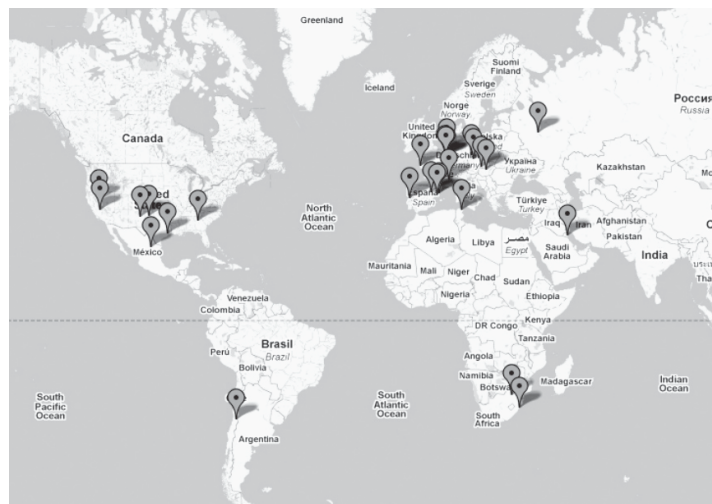 Greenland
Suomi
Finland
Iceland
Sverige
Sweden
Norge
Norway
Россия
Russia
United
Kingdom
Canada
Україна
Ukraine
Kazakhstan
España
Spain
North
Atlantic
Ocean
Türkiye
Turkey
Afghanistan
Iraq
Iran
Pakistan
Algeria
Libya
مصر
Egypt
Saudi
Arabia
India
México
Mauritania
Mali
Niger
Chad
Sudan
Nigeria
Ethiopia
Venezuela
Colombia
DR Congo
Kenya
Tanzania
Perú
Brasil
Brazil
Bolivia
Angola
Namibia
Madagascar
South
Pacific
Ocean
South
Atlantic
Ocean
Indian
Ocean
South
Africa
Argentina